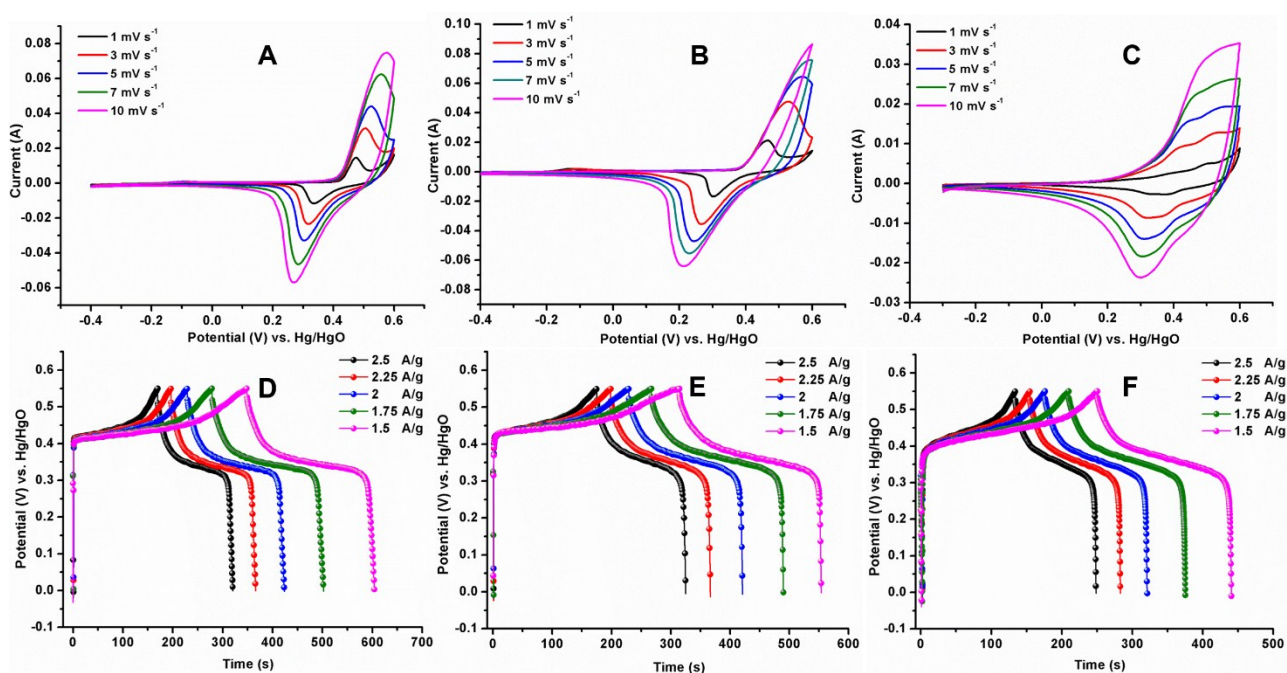 A
1 mV s⁻¹
3 mV s⁻¹
5 mV s⁻¹
7 mV s⁻¹
10 mV s⁻¹
Current (A)
0.08
0.06
0.04
0.02
0.00
-0.02
-0.04
-0.06
-0.4 -0.2 0.0 0.2 0.4 0.6
Potential (V) vs. Hg/HgO
B
1 mV s⁻¹
3 mV s⁻¹
5 mV s⁻¹
7 mV s⁻¹
10 mV s⁻¹
Current (A)
0.10
0.08
0.06
0.04
0.02
0.00
-0.02
-0.04
-0.06
-0.08
-0.10
-0.4 -0.2 0.0 0.2 0.4 0.6
Potential (V) vs. Hg/HgO
C
1 mV s⁻¹
3 mV s⁻¹
5 mV s⁻¹
7 mV s⁻¹
10 mV s⁻¹
Current (A)
0.04
0.03
0.02
0.01
0.00
-0.01
-0.02
-0.03
-0.4 -0.2 0.0 0.2 0.4 0.6
Potential (V) vs. Hg/HgO
D
2.5 A/g
2.25 A/g
2 A/g
1.75 A/g
1.5 A/g
Potential (V) vs. Hg/HgO
0.6
0.5
0.4
0.3
0.2
0.1
0.0
-0.1
0 100 200 300 400 500 600 700
Time (s)
E
2.5 A/g
2.25 A/g
2 A/g
1.75 A/g
1.5 A/g
Potential (V) vs. Hg/HgO
0.6
0.5
0.4
0.3
0.2
0.1
0.0
-0.1
0 100 200 300 400 500 600
Time (s)
F
2.5 A/g
2.25 A/g
2 A/g
1.75 A/g
1.5 A/g
Potential (V) vs. Hg/HgO
0.6
0.5
0.4
0.3
0.2
0.1
0.0
-0.1
0 100 200 300 400 500
Time (s)